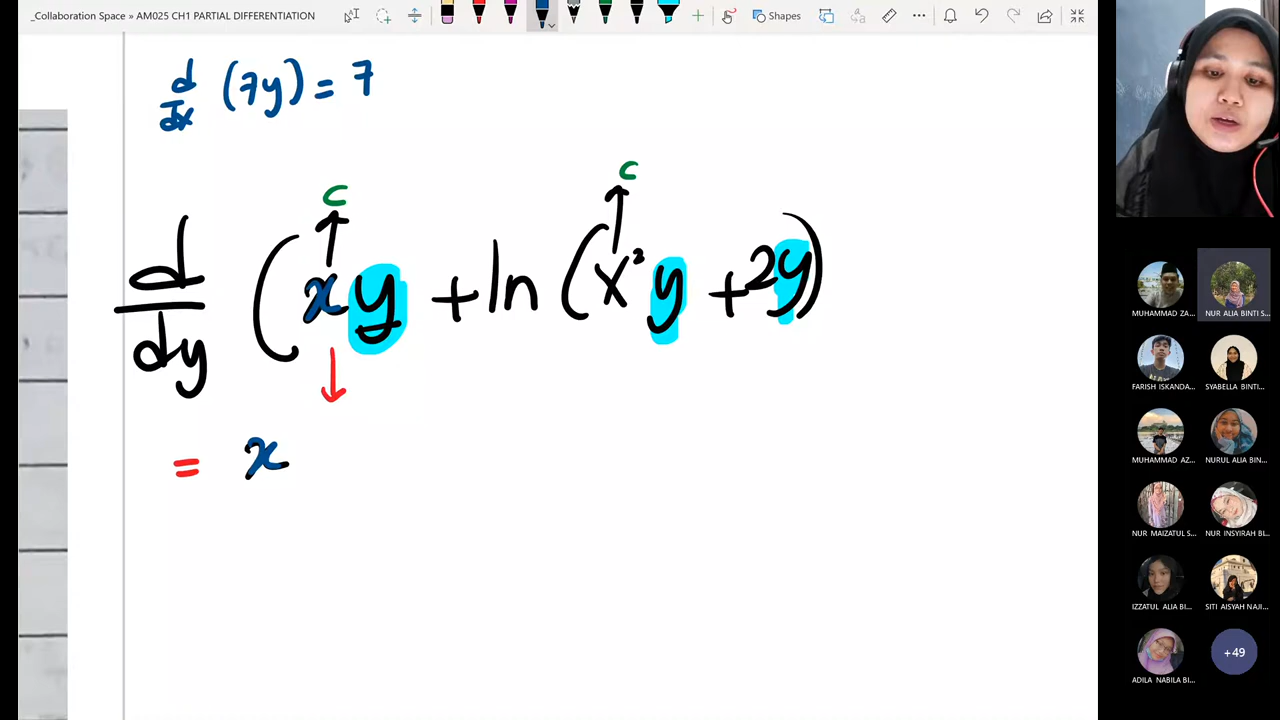 _Collaboration Space » AM025 CH1 PARTIAL DIFFERENTIATION
Shapes
d/dx (7y) = 7
c
c
d/dy (xy + ln(x²y + 2y)
= x
MUHAMMAD ZA...
NUR ALIA BINTI S...
FARISH ISKANDA...
SYABELLA BINTI...
MUHAMMAD AZ...
NURUL ALIA BIN...
NUR MAIZATUL S...
NUR INSYIRAH BI...
IZZATUL ALIA BI...
SITI AISYAH NAJI...
ADILA NABILA BI...
+49